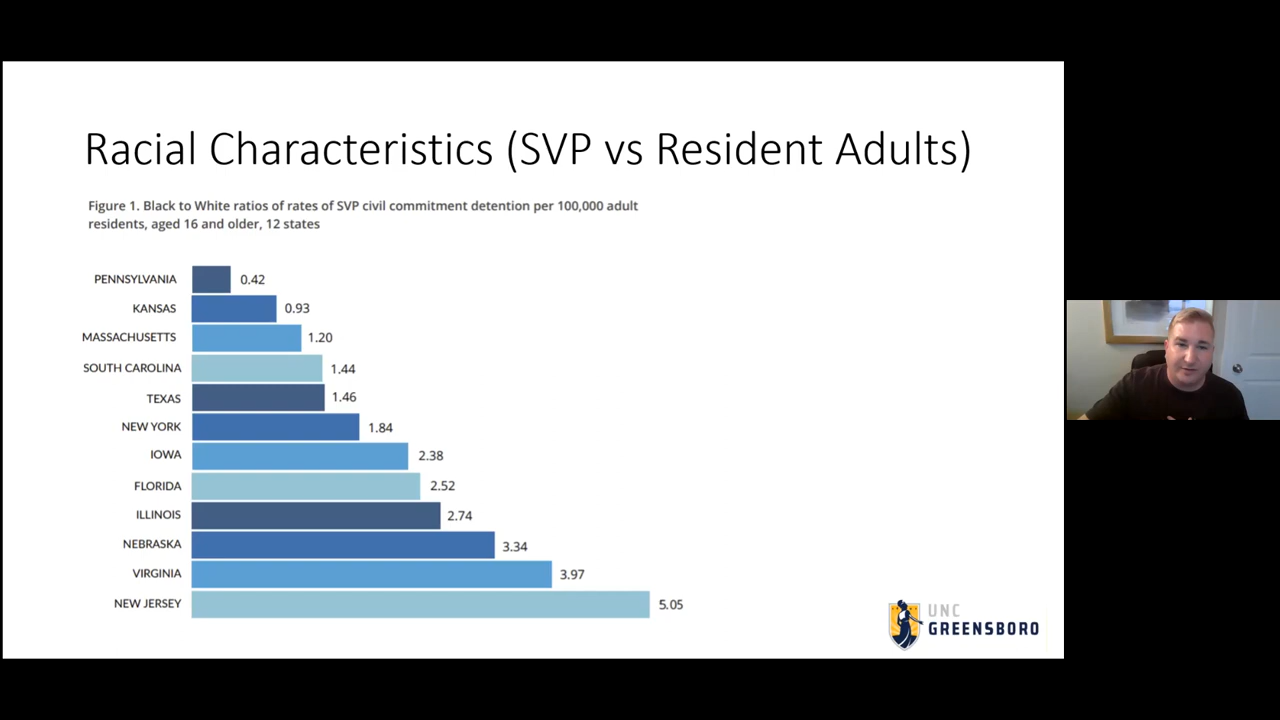 Racial Characteristics (SVP vs Resident Adults)
Figure 1. Black to White ratios of rates of SVP civil commitment detention per 100,000 adult
residents, aged 16 and older, 12 states
PENNSYLVANIA 0.42
KANSAS 0.93
MASSACHUSETTS 1.20
SOUTH CAROLINA 1.44
TEXAS 1.46
NEW YORK 1.84
IOWA 2.38
FLORIDA 2.52
ILLINOIS 2.74
NEBRASKA 3.34
VIRGINIA 3.97
NEW JERSEY 5.05
UNC
GREENSBORO